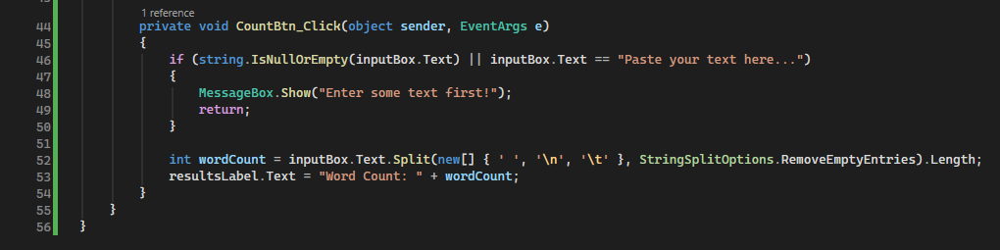 1 reference
44 private void CountBtn_Click(object sender, EventArgs e)
45 {
46 if (string.IsNullOrEmpty(inputBox.Text) || inputBox.Text == "Paste your text here...")
47 {
48 MessageBox.Show("Enter some text first!");
49 return;
50 }
51
52 int wordCount = inputBox.Text.Split(new[] { ' ', '\n', '\t' }, StringSplitOptions.RemoveEmptyEntries).Length;
53 resultsLabel.Text = "Word Count: " + wordCount;
54 }
55 }
56 }